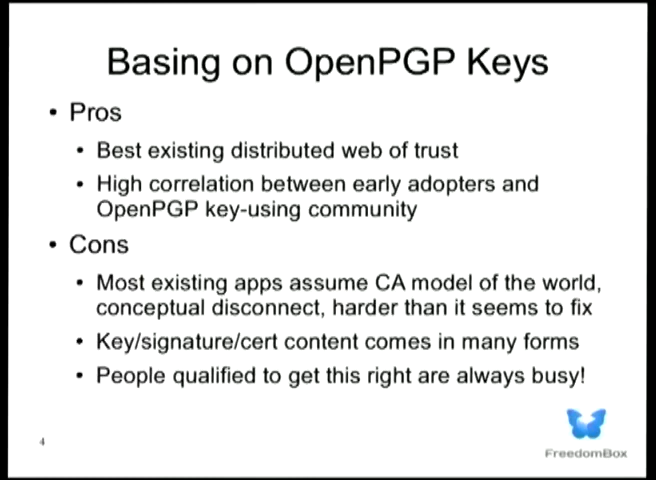 Basing on OpenPGP Keys
• Pros
• Best existing distributed web of trust
• High correlation between early adopters and
OpenPGP key-using community
• Cons
• Most existing apps assume CA model of the world,
conceptual disconnect, harder than it seems to fix
• Key/signature/cert content comes in many forms
• People qualified to get this right are always busy!
4
FreedomBox